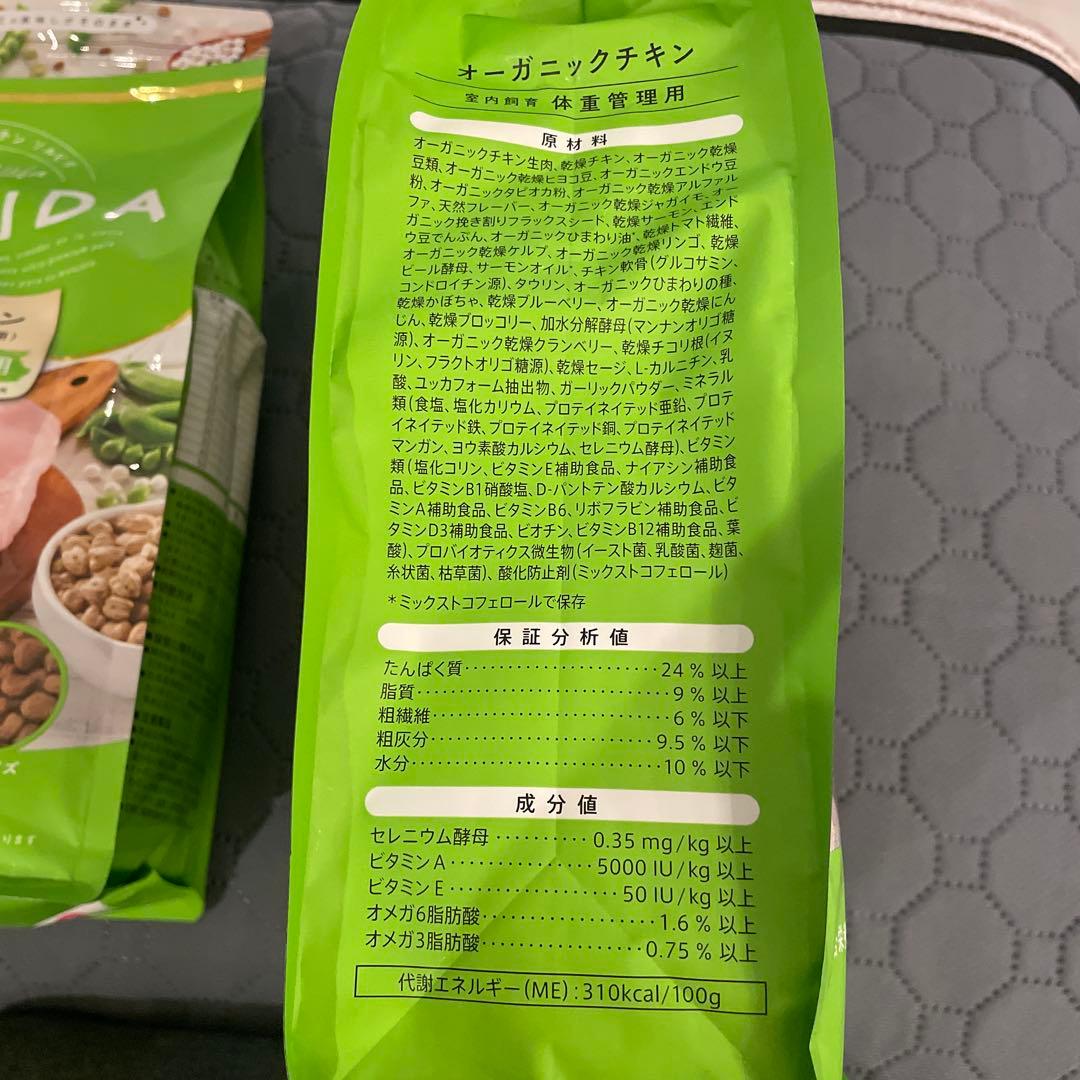 オーガニックチキン
室内飼育 体重管理用
原材料
オーガニックチキン生肉、乾燥チキン、オーガニック乾燥
豆類、オーガニック乾燥ヒヨコ豆、オーガニックエンドウ豆
粉、オーガニックタピオカ粉、オーガニック乾燥アルファル
ファ、天然フレーバー、オーガニック乾燥ジャガイモ、オー
ガニック挽き割りフラックスシード、乾燥サーモン、エンド
ウ豆でんぷん、オーガニックひまわり油*、乾燥トマト繊維、
オーガニック乾燥ケルプ、オーガニック乾燥リンゴ、乾燥
ビール酵母、サーモンオイル*、チキン軟骨(グルコサミン、
コンドロイチン源)、タウリン、オーガニックひまわりの種、
乾燥かぼちゃ、乾燥ブルーベリー、オーガニック乾燥にん
じん、乾燥ブロッコリー、加水分解酵母(マンナンオリゴ糖
源)、オーガニック乾燥クランベリー、乾燥チコリ根(イヌ
リン、フラクトオリゴ糖源)、乾燥セージ、L-カルニチン、乳
酸、ユッカフォーム抽出物、ガーリックパウダー、ミネラル
類(食塩、塩化カリウム、プロテイネイテッド亜鉛、プロテ
イネイテッド鉄、プロテイネイテッド銅、プロテイネイテッド
マンガン、ヨウ素酸カルシウム、セレニウム酵母)、ビタミン
類(塩化コリン、ビタミンE補助食品、ナイアシン補助食
品、ビタミンB1硝酸塩、D-パントテン酸カルシウム、ビタ
ミンA補助食品、ビタミンB6、リボフラビン補助食品、ビ
タミンD3補助食品、ビオチン、ビタミンB12補助食品、葉
酸)、プロバイオティクス微生物(イースト菌、乳酸菌、麹菌、
糸状菌、枯草菌)、酸化防止剤(ミックストコフェロール)
*ミックストコフェロールで保存
保証分析値
たんぱく質・・・・・・・・・・・・・・・24 % 以上
脂質・・・・・・・・・・・・・・・・・・・・9 % 以上
粗繊維・・・・・・・・・・・・・・・・・・・6 % 以下
粗灰分・・・・・・・・・・・・・・・・・・9.5 % 以下
水分・・・・・・・・・・・・・・・・・・・・10 % 以下
成分値
セレニウム酵母・・・・・・・・・0.35 mg/kg 以上
ビタミンA・・・・・・・・・・・5000 IU/kg 以上
ビタミンE・・・・・・・・・・・・・50 IU/kg 以上
オメガ6脂肪酸・・・・・・・・・・・・・1.6 % 以上
オメガ3脂肪酸・・・・・・・・・・・・0.75 % 以上
代謝エネルギー(ME):310kcal/100g
IDA
ン
用
ズ
ります